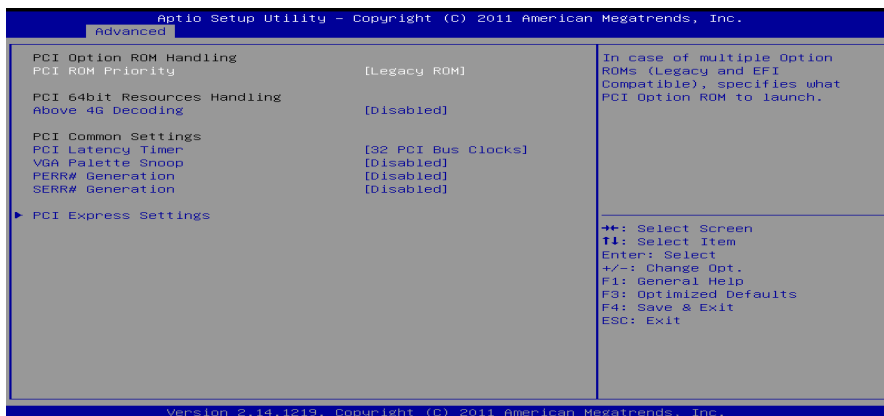 Aptio Setup Utility – Copyright (C) 2011 American Megatrends, Inc.
Advanced
PCI Option ROM Handling
PCI ROM Priority [Legacy ROM]
PCI 64bit Resources Handling
Above 4G Decoding [Disabled]
PCI Common Settings
PCI Latency Timer [32 PCI Bus Clocks]
VGA Palette Snoop [Disabled]
PERR# Generation [Disabled]
SERR# Generation [Disabled]
▶ PCI Express Settings
In case of multiple Option
ROMs (Legacy and EFI
Compatible), specifies what
PCI Option ROM to launch.
→←: Select Screen
↑↓: Select Item
Enter: Select
+/-: Change Opt.
F1: General Help
F3: Optimized Defaults
F4: Save & Exit
ESC: Exit
Version 2.14.1219. Copyright (C) 2011 American Megatrends, Inc.